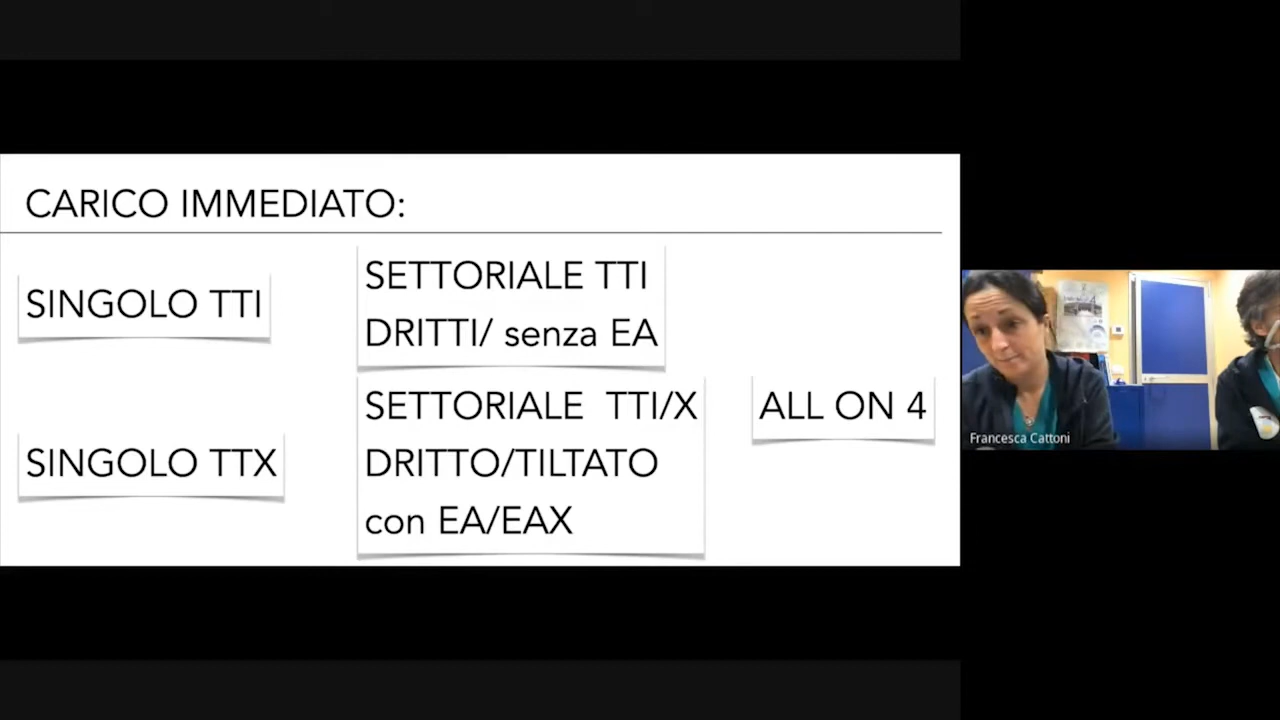 CARICO IMMEDIATO:
SINGOLO TTI
SETTORIALE TTI
DRITTI/ senza EA
SINGOLO TTX
SETTORIALE TTI/X
DRITTO/TILTATO
con EA/EAX
ALL ON 4
Francesca Cattoni